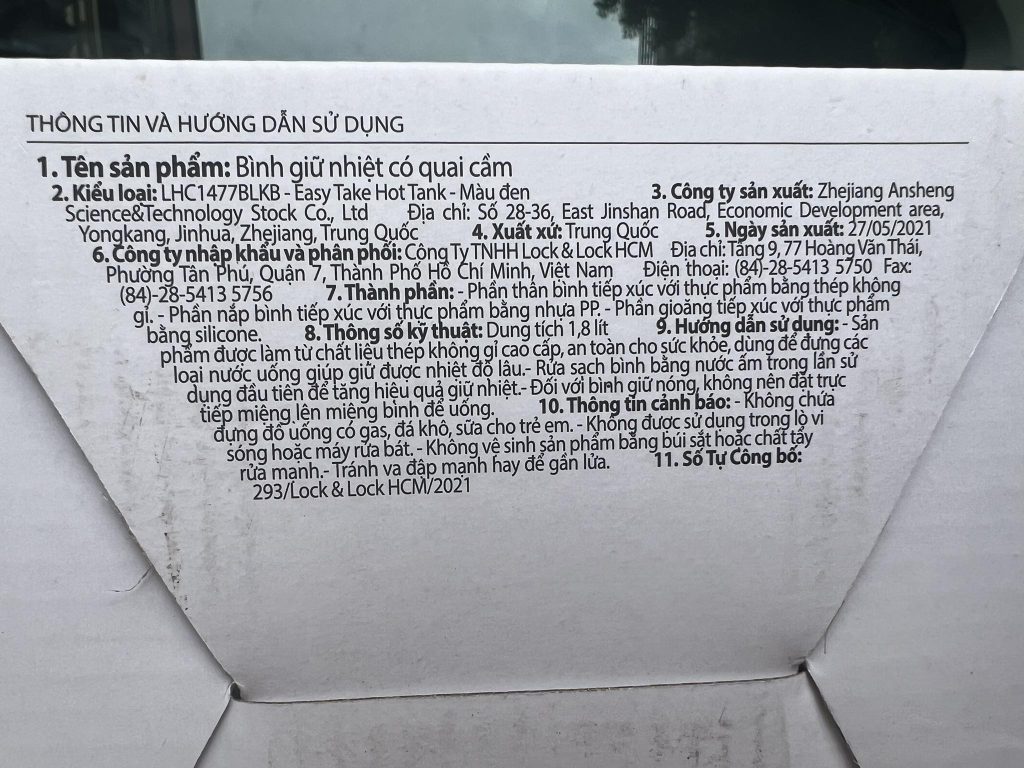 THÔNG TIN VÀ HƯỚNG DẪN SỬ DỤNG
1. Tên sản phẩm: Bình giữ nhiệt có quai cầm
2. Kiểu loại: LHC1477BLKB - Easy Take Hot Tank - Màu đen 3. Công ty sản xuất: Zhejiang Ansheng
Science&Technology Stock Co., Ltd Địa chỉ: Số 28-36, East Jinshan Road, Economic Development area,
Yongkang, Jinhua, Zhejiang, Trung Quốc 4. Xuất xứ: Trung Quốc 5. Ngày sản xuất: 27/05/2021
6. Công ty nhập khẩu và phân phối: Công Ty TNHH Lock & Lock HCM Địa chỉ: Tầng 9, 77 Hoàng Văn Thái,
Phường Tân Phú, Quận 7, Thành Phố Hồ Chí Minh, Việt Nam Điện thoại: (84)-28-5413 5750 Fax:
(84)-28-5413 5756 7. Thành phần: - Phần thân bình tiếp xúc với thực phẩm bằng thép không
gỉ. - Phần nắp bình tiếp xúc với thực phẩm bằng nhựa PP. - Phần gioăng tiếp xúc với thực phẩm
bằng silicone. 8. Thông số kỹ thuật: Dung tích 1,8 lít 9. Hướng dẫn sử dụng: - Sản
phẩm được làm từ chất liệu thép không gỉ cao cấp, an toàn cho sức khỏe, dùng để đựng các
loại nước uống giúp giữ được nhiệt độ lâu.- Rửa sạch bình bằng nước ấm trong lần sử
dụng đầu tiên để tăng hiệu quả giữ nhiệt.- Đối với bình giữ nóng, không nên đặt trực
tiếp miệng lên miệng bình để uống. 10. Thông tin cảnh báo: - Không chứa
đựng đồ uống có gas, đá khô, sữa cho trẻ em. - Không được sử dụng trong lò vi
sóng hoặc máy rửa bát. - Không vệ sinh sản phẩm bằng búi sắt hoặc chất tẩy
rửa mạnh.- Tránh va đập mạnh hay để gần lửa. 11. Số Tự Công bố:
293/Lock & Lock HCM/2021